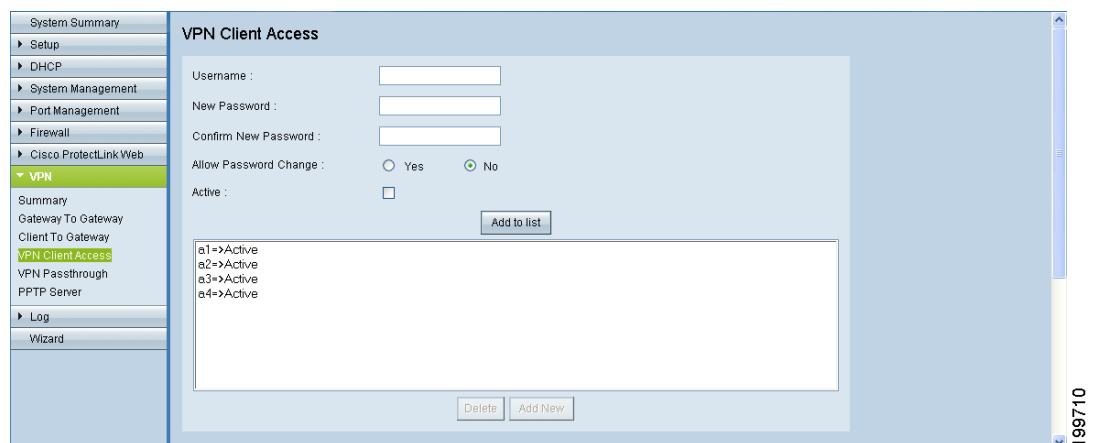 System Summary
Setup
DHCP
System Management
Port Management
Firewall
Cisco ProtectLink Web
VPN
Summary
Gateway To Gateway
Client To Gateway
VPN Client Access
VPN Passthrough
PPTP Server
Log
Wizard
VPN Client Access
Username :
New Password :
Confirm New Password :
Allow Password Change : Yes No
Active :
Add to list
a1=>Active
a2=>Active
a3=>Active
a4=>Active
Delete Add New
199710